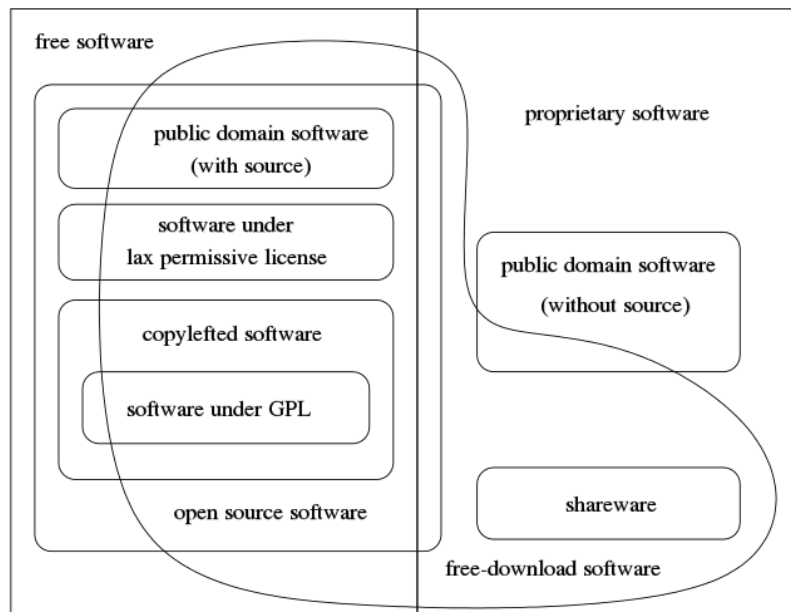 free software
public domain software
(with source)
software under
lax permissive license
copylefted software
software under GPL
open source software
proprietary software
public domain software
(without source)
shareware
free-download software